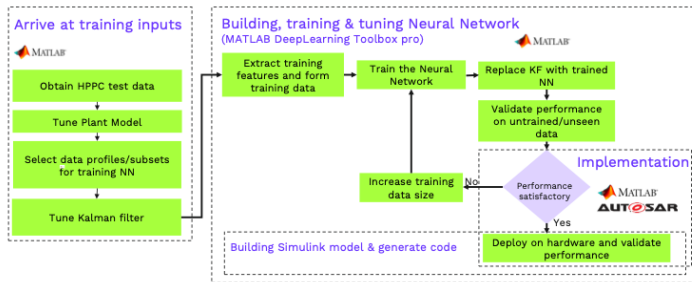 Arrive at training inputs
MATLAB
Obtain HPPC test data
Tune Plant Model
Select data profiles/subsets
for training NN
Tune Kalman filter
Building, training & tuning Neural Network
(MATLAB DeepLearning Toolbox pro)
MATLAB
Extract training
features and form
training data
Train the Neural
Network
Replace KF with trained
NN
Validate performance
on untrained/unseen
data
Implementation
Increase training
data size
No
Performance
satisfactory
MATLAB
AUTOSAR
Yes
Building Simulink model & generate code
Deploy on hardware and validate
performance